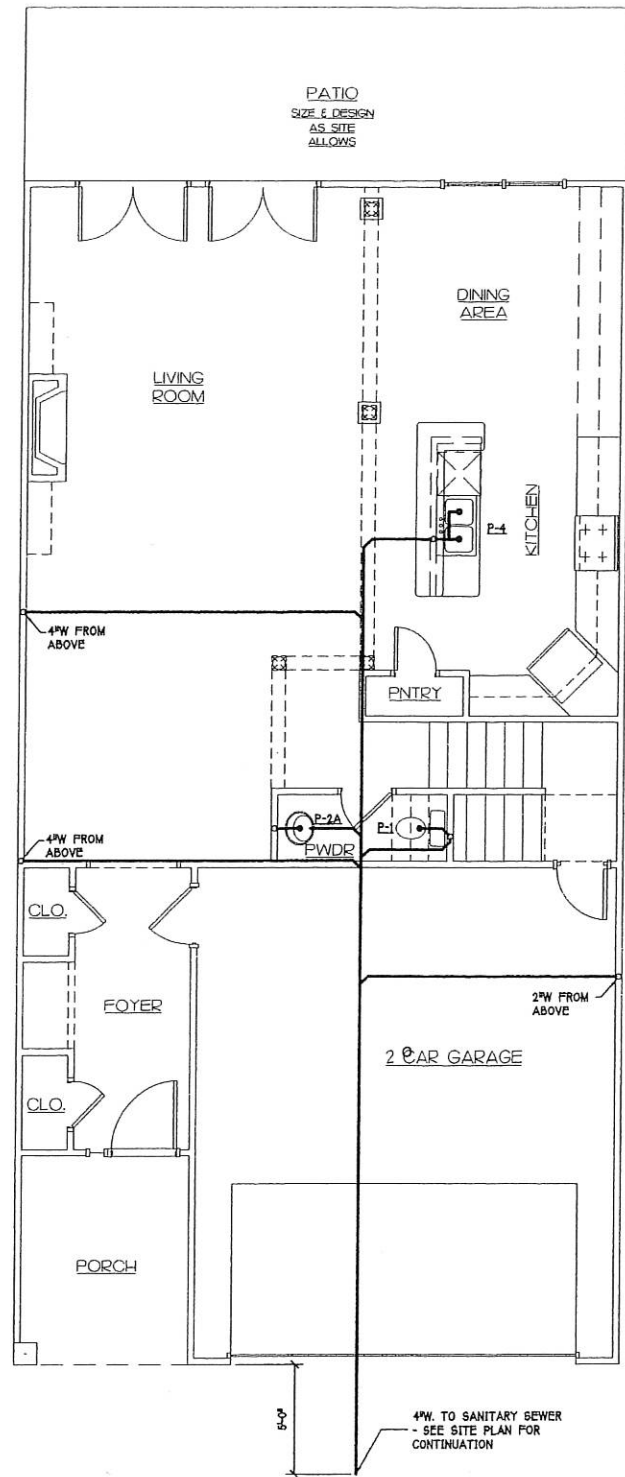 PATIO
SIZE & DESIGN
AS SITE
ALLOWS
DINING
AREA
LIVING
ROOM
P-4
KITCHEN
4"W FROM
ABOVE
PNTRY
P-2A
P-1
PWDR
4"W FROM
ABOVE
CLO.
FOYER
2"W FROM
ABOVE
2 CAR GARAGE
CLO.
PORCH
5'-0"
4"W. TO SANITARY SEWER
- SEE SITE PLAN FOR
CONTINUATION